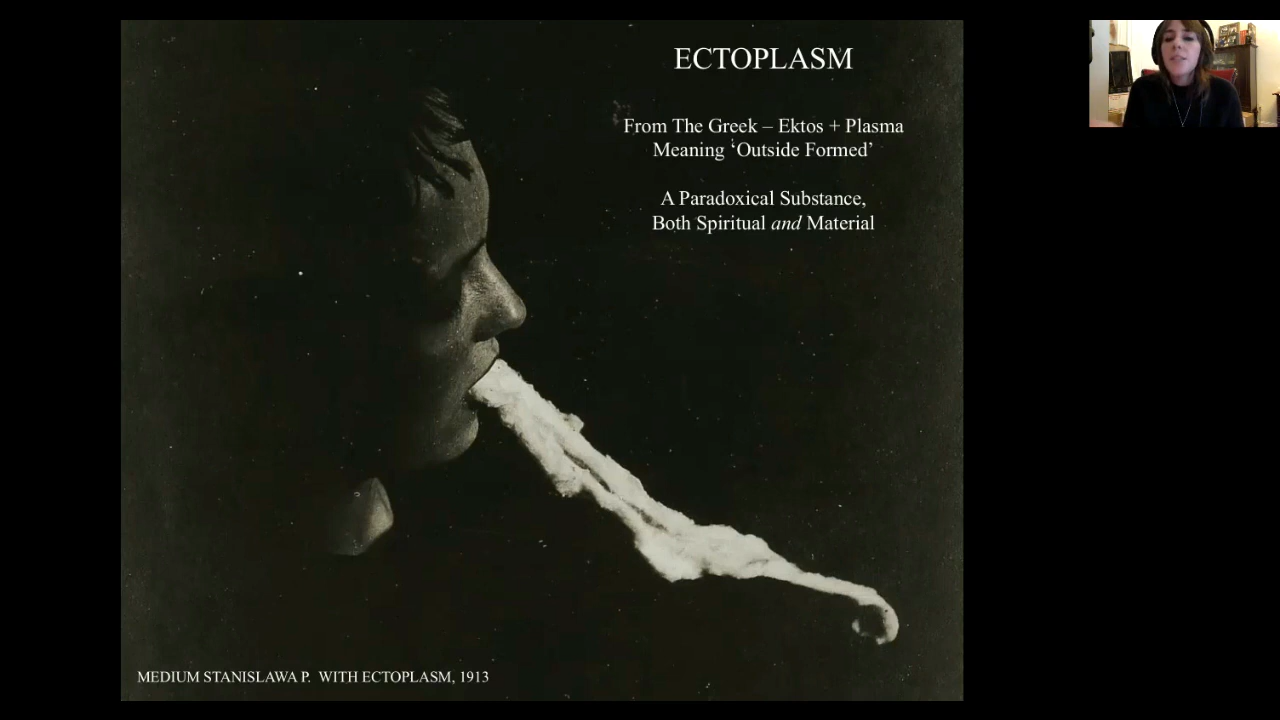 ECTOPLASM
From The Greek – Ektos + Plasma
Meaning ‘Outside Formed’
A Paradoxical Substance,
Both Spiritual and Material
MEDIUM STANISLAWA P. WITH ECTOPLASM, 1913